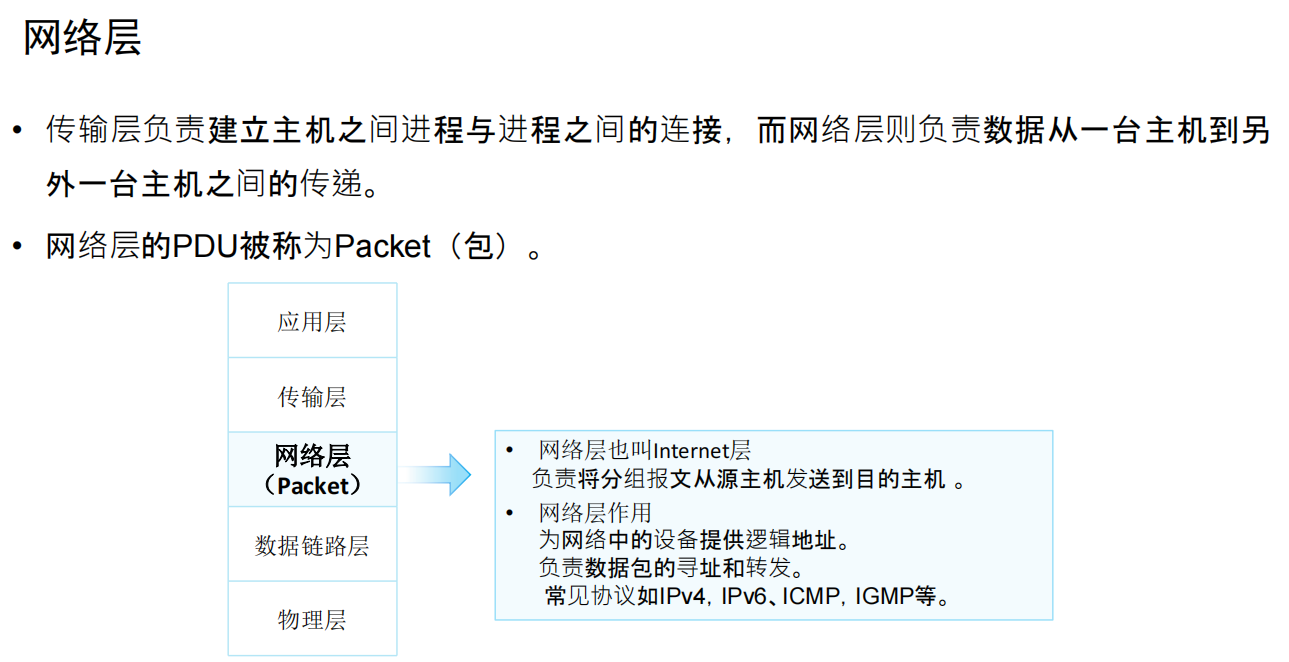 网络层
• 传输层负责建立主机之间进程与进程之间的连接，而网络层则负责数据从一台主机到另
外一台主机之间的传递。
• 网络层的PDU被称为Packet（包）。
应用层
传输层
网络层
（Packet）
数据链路层
物理层
• 网络层也叫Internet层
负责将分组报文从源主机发送到目的主机 。
• 网络层作用
为网络中的设备提供逻辑地址。
负责数据包的寻址和转发。
常见协议如IPv4，IPv6、ICMP，IGMP等。